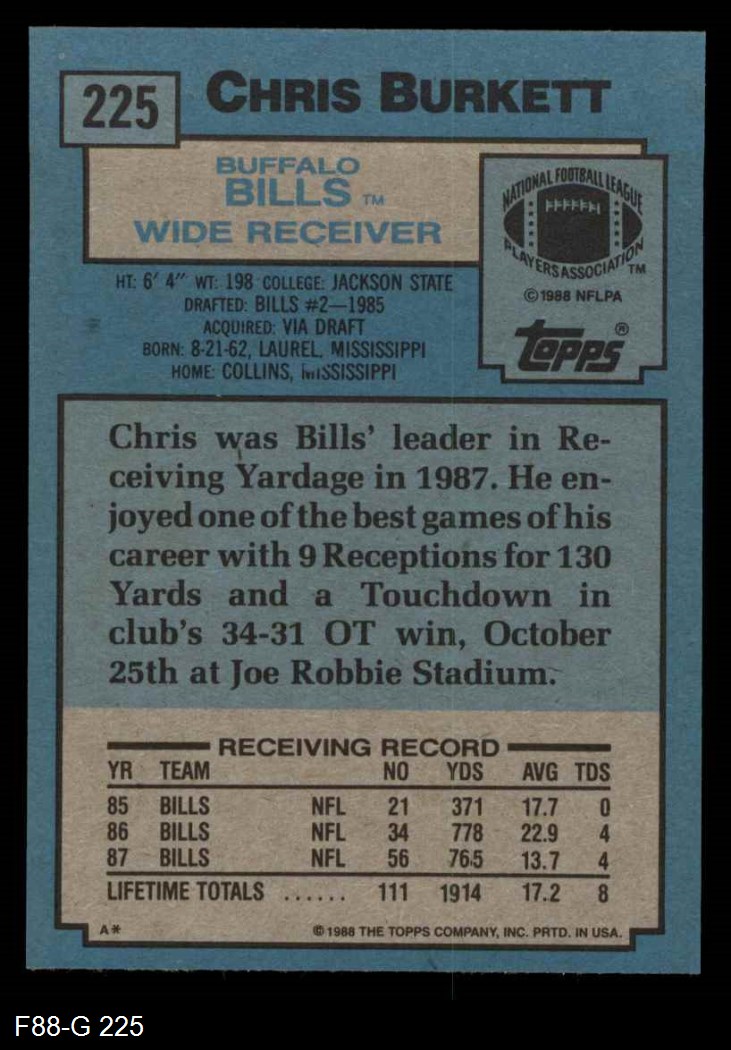 225
CHRIS BURKETT
BUFFALO
BILLS TM
WIDE RECEIVER
NATIONAL FOOTBALL LEAGUE
PLAYERS ASSOCIATION TM
©1988 NFLPA
Topps®
HT: 6' 4" WT: 198 COLLEGE: JACKSON STATE
DRAFTED: BILLS #2—1985
ACQUIRED: VIA DRAFT
BORN: 8-21-62, LAUREL, MISSISSIPPI
HOME: COLLINS, MISSISSIPPI
Chris was Bills' leader in Re-
ceiving Yardage in 1987. He en-
joyed one of the best games of his
career with 9 Receptions for 130
Yards and a Touchdown in
club's 34-31 OT win, October
25th at Joe Robbie Stadium.
RECEIVING RECORD
YR TEAM NO YDS AVG TDS
85 BILLS NFL 21 371 17.7 0
86 BILLS NFL 34 778 22.9 4
87 BILLS NFL 56 765 13.7 4
LIFETIME TOTALS ...... 111 1914 17.2 8
A* ©1988 THE TOPPS COMPANY, INC. PRTD. IN USA.
F88-G 225